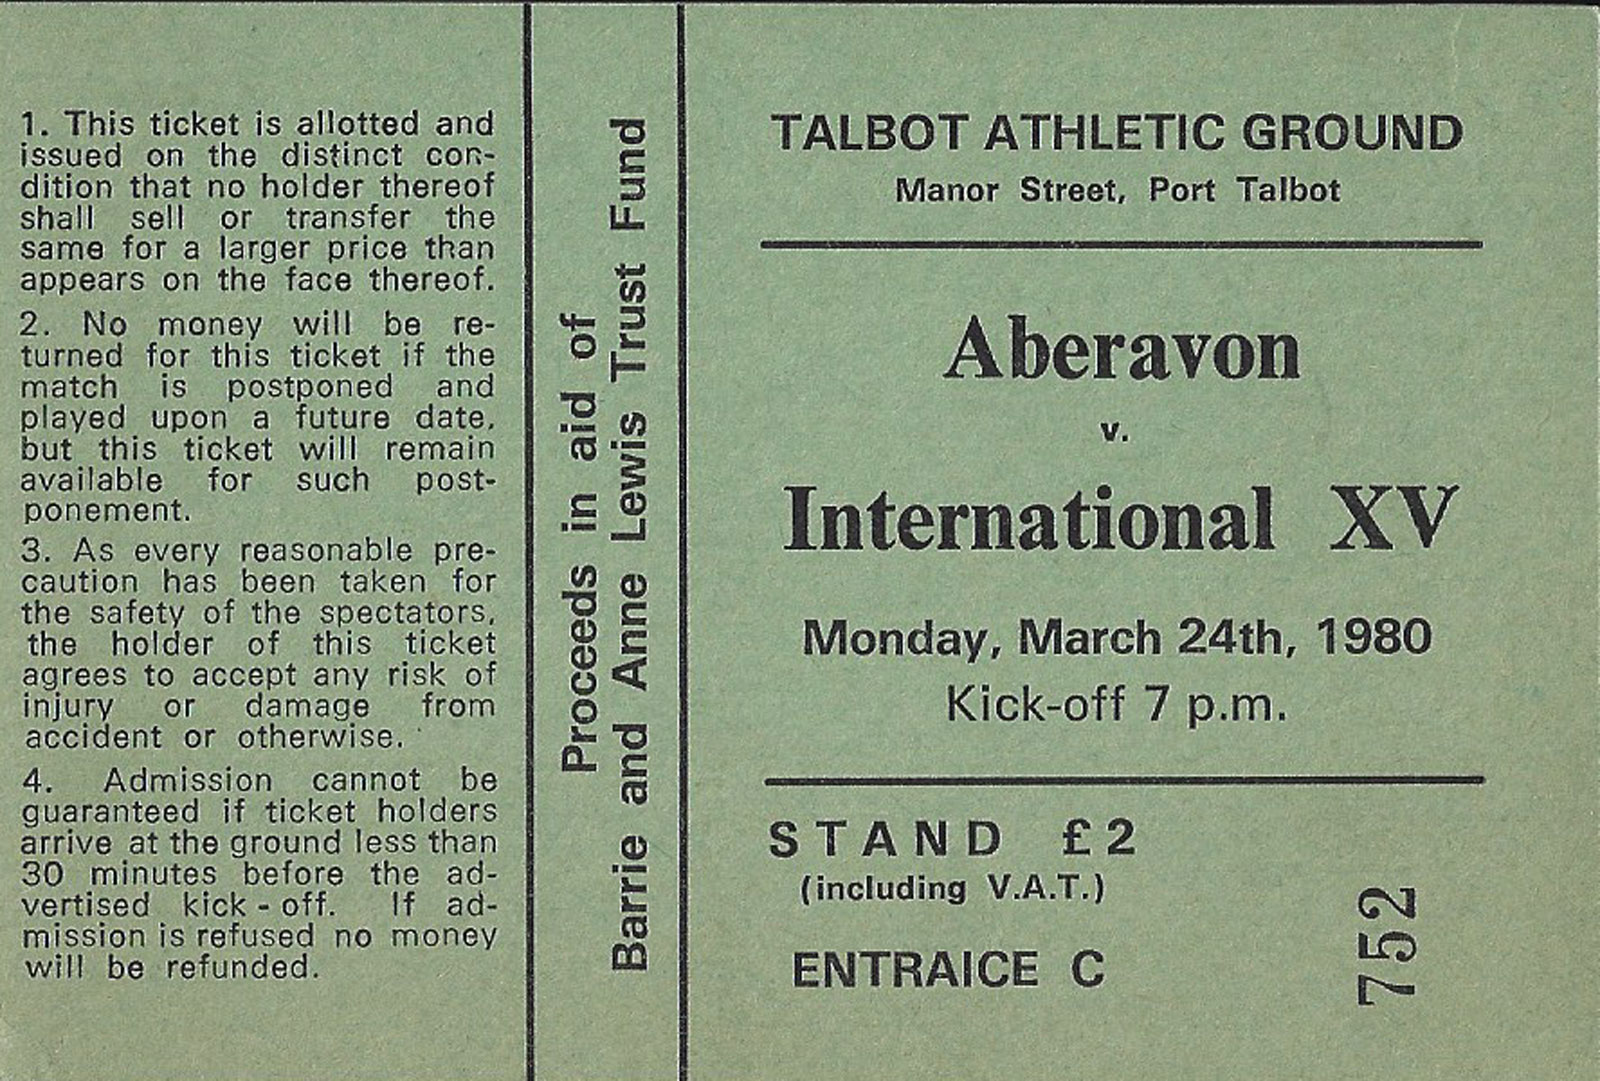 1. This ticket is allotted and
issued on the distinct con-
dition that no holder thereof
shall sell or transfer the
same for a larger price than
appears on the face thereof.
2. No money will be re-
turned for this ticket if the
match is postponed and
played upon a future date,
but this ticket will remain
available for such post-
ponement.
3. As every reasonable pre-
caution has been taken for
the safety of the spectators,
the holder of this ticket
agrees to accept any risk of
injury or damage from
accident or otherwise.
4. Admission cannot be
guaranteed if ticket holders
arrive at the ground less than
30 minutes before the ad-
vertised kick - off. If ad-
mission is refused no money
will be refunded.
Proceeds in aid of
Barrie and Anne Lewis Trust Fund
TALBOT ATHLETIC GROUND
Manor Street, Port Talbot
Aberavon
v.
International XV
Monday, March 24th, 1980
Kick-off 7 p.m.
STAND £2
(including V.A.T.)
ENTRAICE C
752